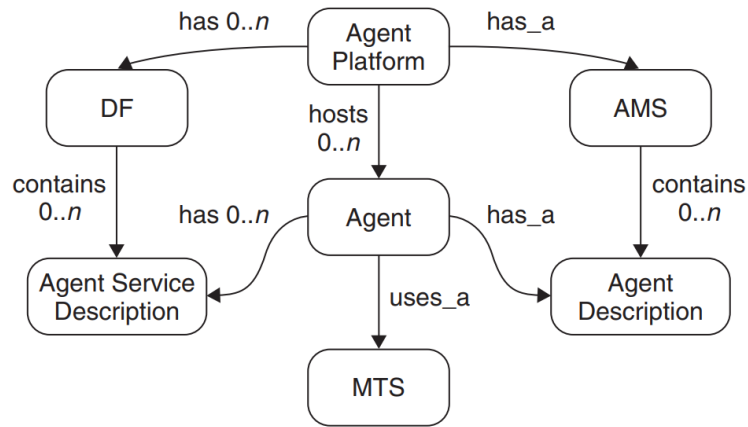 has 0..n
Agent
Platform
has_a
DF
hosts
0..n
AMS
contains
0..n
has 0..n
Agent
has_a
contains
0..n
Agent Service
Description
uses_a
Agent
Description
MTS